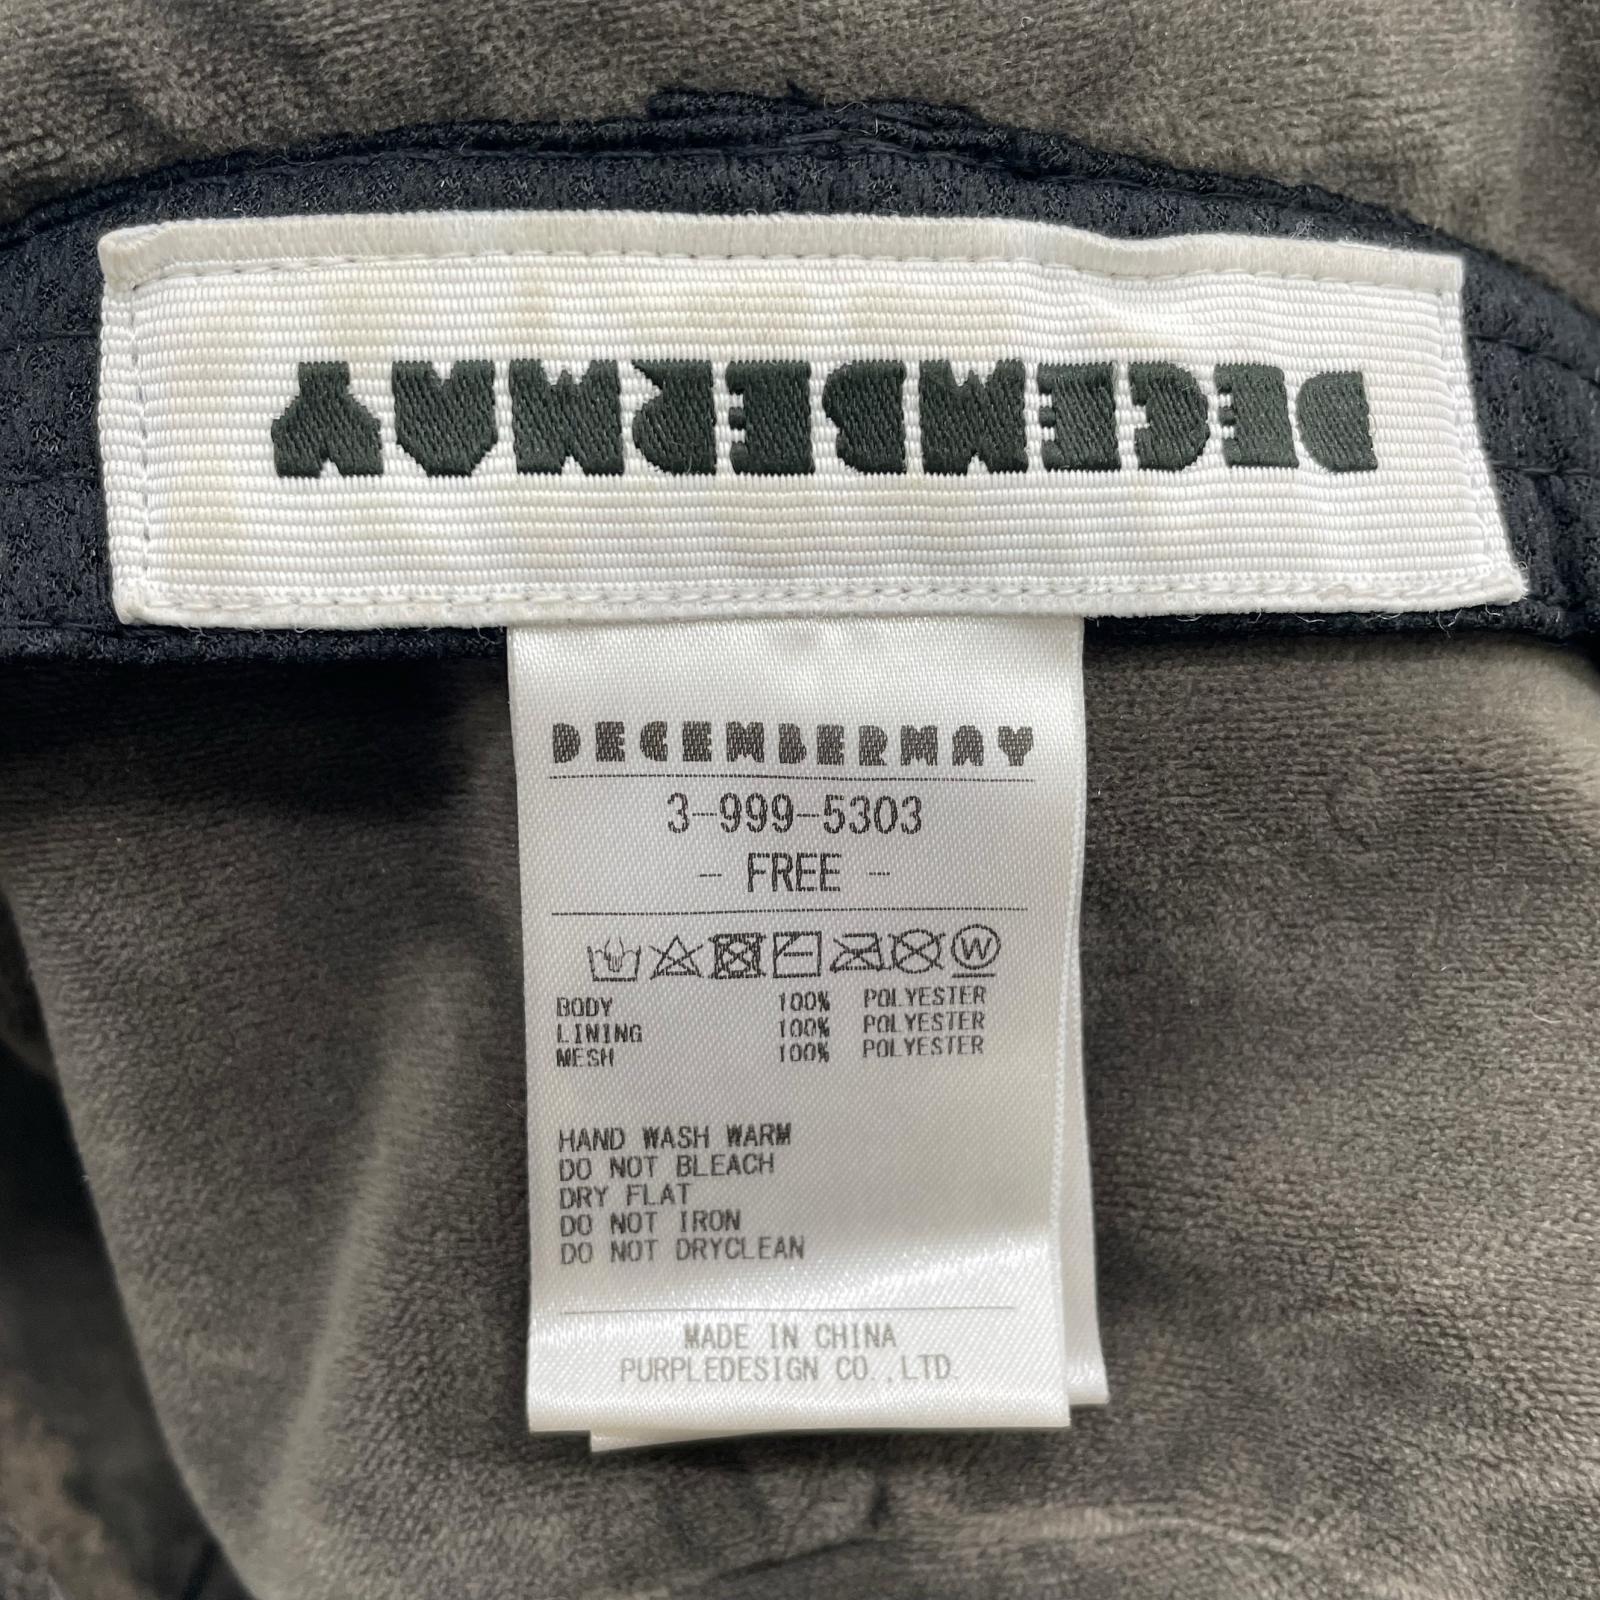 DECEMBERMAY
DECEMBERMAY
3-999-5303
- FREE -
W
BODY 100% POLYESTER
LINING 100% POLYESTER
MESH 100% POLYESTER
HAND WASH WARM
DO NOT BLEACH
DRY FLAT
DO NOT IRON
DO NOT DRYCLEAN
MADE IN CHINA
PURPLEDESIGN CO.,LTD.